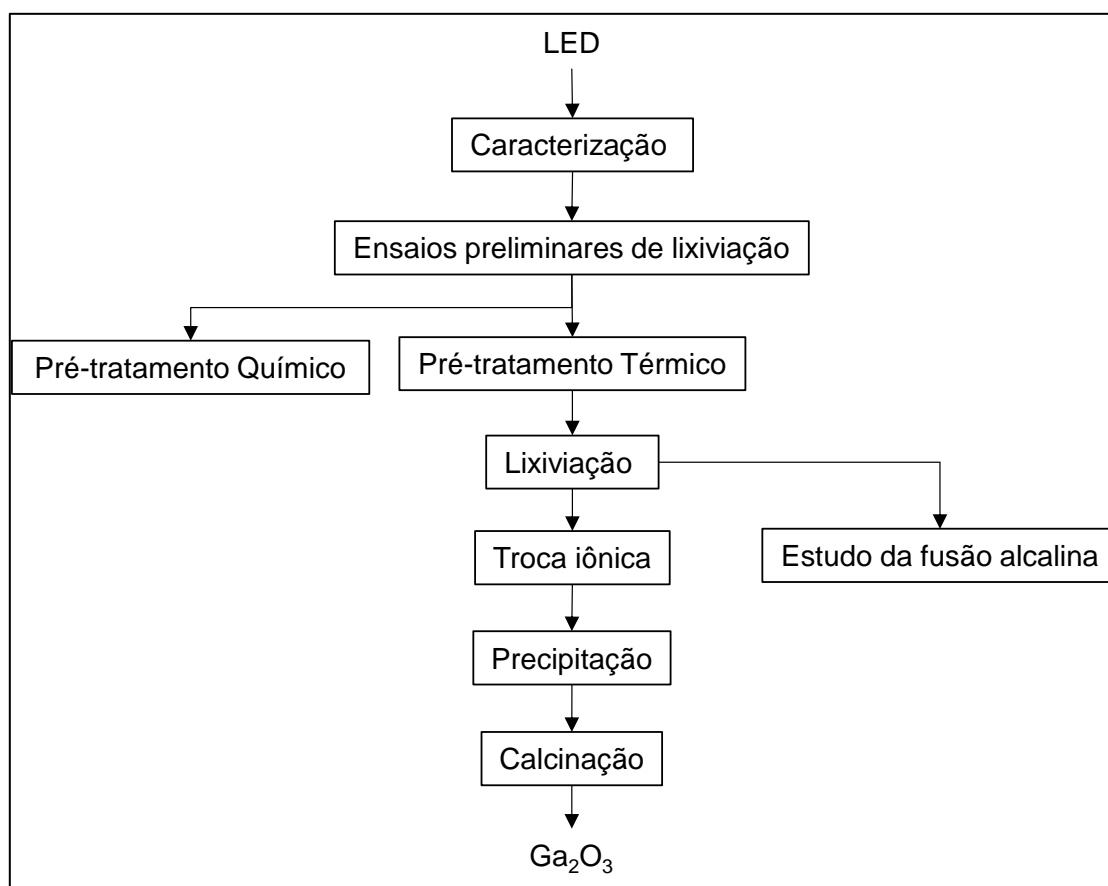 LED
Caracterização
Ensaios preliminares de lixiviação
Pré-tratamento Químico
Pré-tratamento Térmico
Lixiviação
Troca iônica
Estudo da fusão alcalina
Precipitação
Calcinação
Ga₂O₃